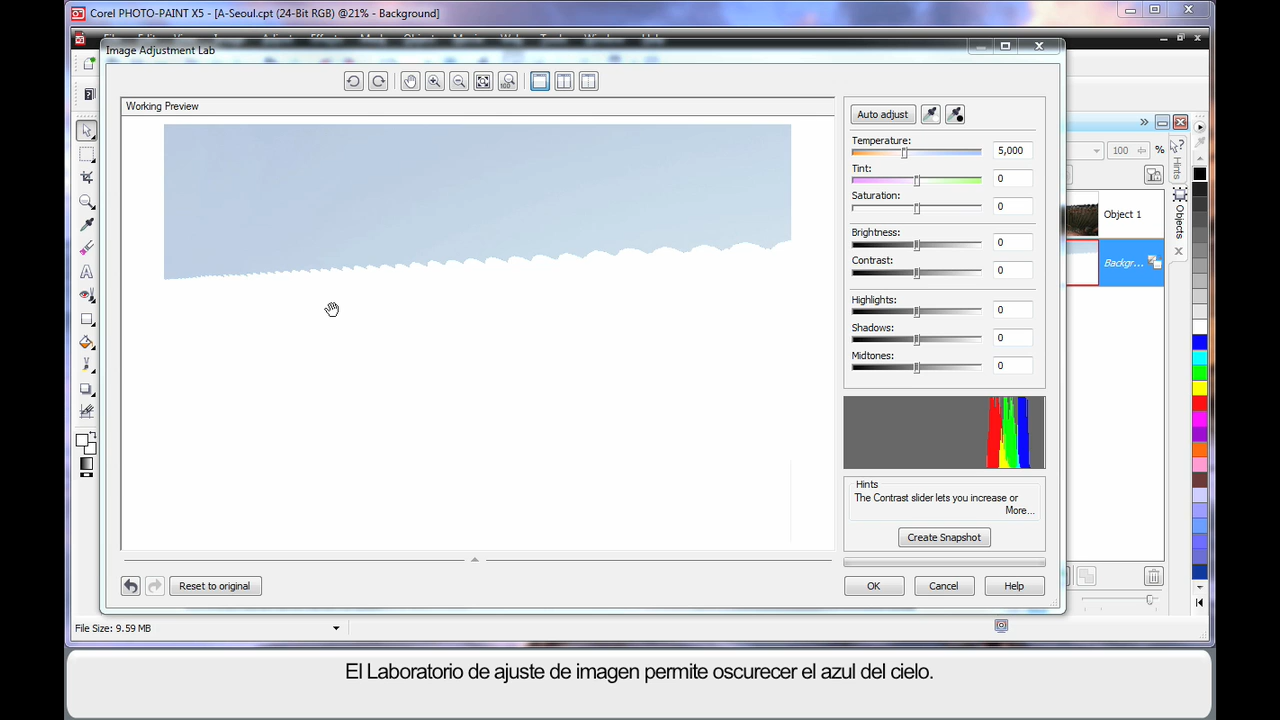 Corel PHOTO-PAINT X5 - [A-Seoul.cpt (24-Bit RGB) @21% - Background]
Image Adjustment Lab
Working Preview
100
Auto adjust
Temperature:
5,000
Tint:
0
Saturation:
0
Brightness:
0
Contrast:
0
Highlights:
0
Shadows:
0
Midtones:
0
Hints
The Contrast slider lets you increase or
More...
Create Snapshot
Reset to original
OK
Cancel
Help
100 %
Hints
Objects
Object 1
Backgr...
File Size: 9.59 MB
El Laboratorio de ajuste de imagen permite oscurecer el azul del cielo.